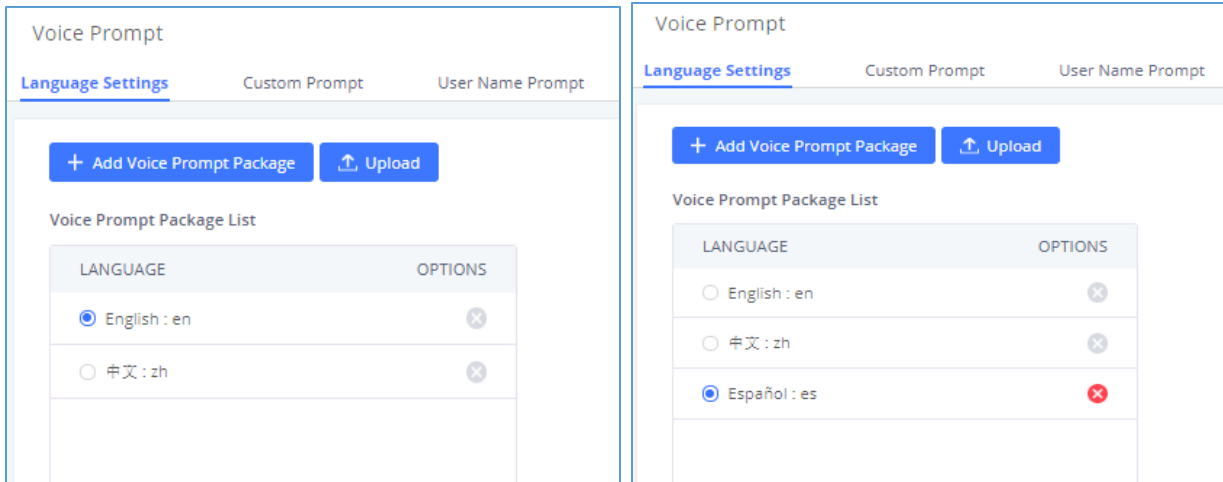 Voice Prompt
Language Settings Custom Prompt User Name Prompt
+ Add Voice Prompt Package Upload
Voice Prompt Package List
LANGUAGE OPTIONS
English : en
中文 : zh
Voice Prompt
Language Settings Custom Prompt User Name Prompt
+ Add Voice Prompt Package Upload
Voice Prompt Package List
LANGUAGE OPTIONS
English : en
中文 : zh
Español : es